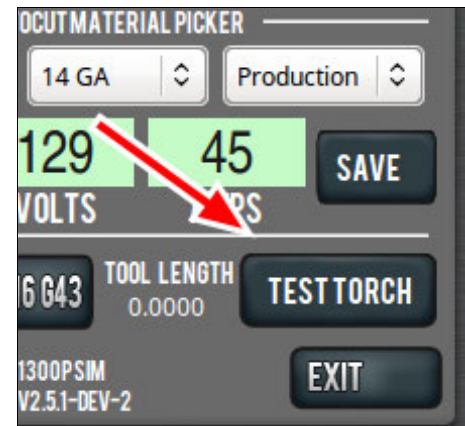 OCUT MATERIAL PICKER
14 GA Production
129 45 SAVE
VOLTS
6 G43 TOOL LENGTH 0.0000 TEST TORCH
1300PSIM
V2.5.1-DEV-2
EXIT